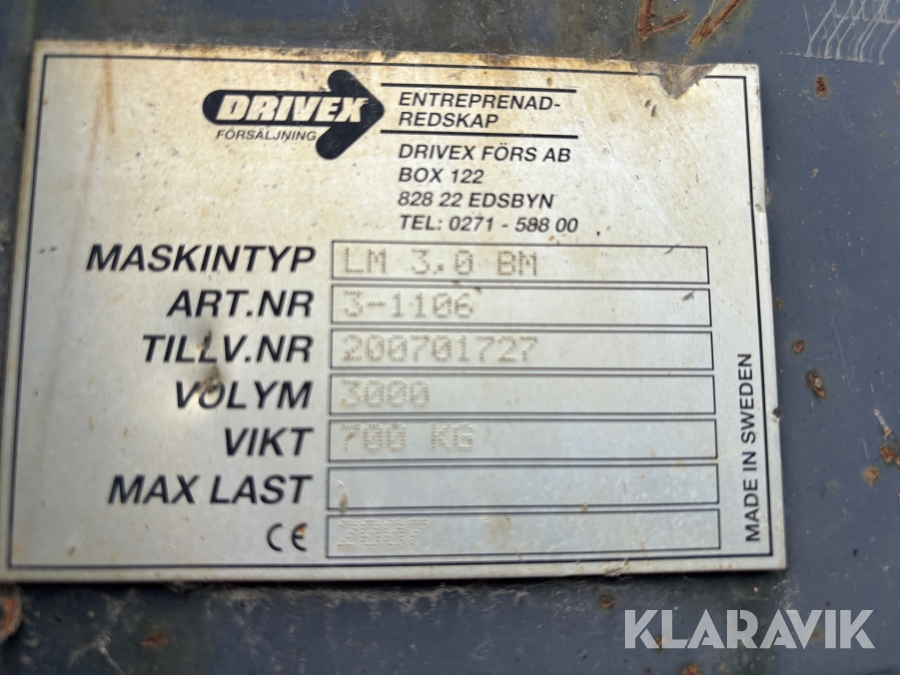 DRIVEX
FÖRSÄLJNING
ENTREPRENAD-
REDSKAP
DRIVEX FÖRS AB
BOX 122
828 22 EDSBYN
TEL: 0271 - 588 00
MASKINTYP LM 3.0 BM
ART.NR 3-1106
TILLV.NR 200701727
VOLYM 3000
VIKT 700 KG
MAX LAST
CE 2007
MADE IN SWEDEN
KLARAVIK